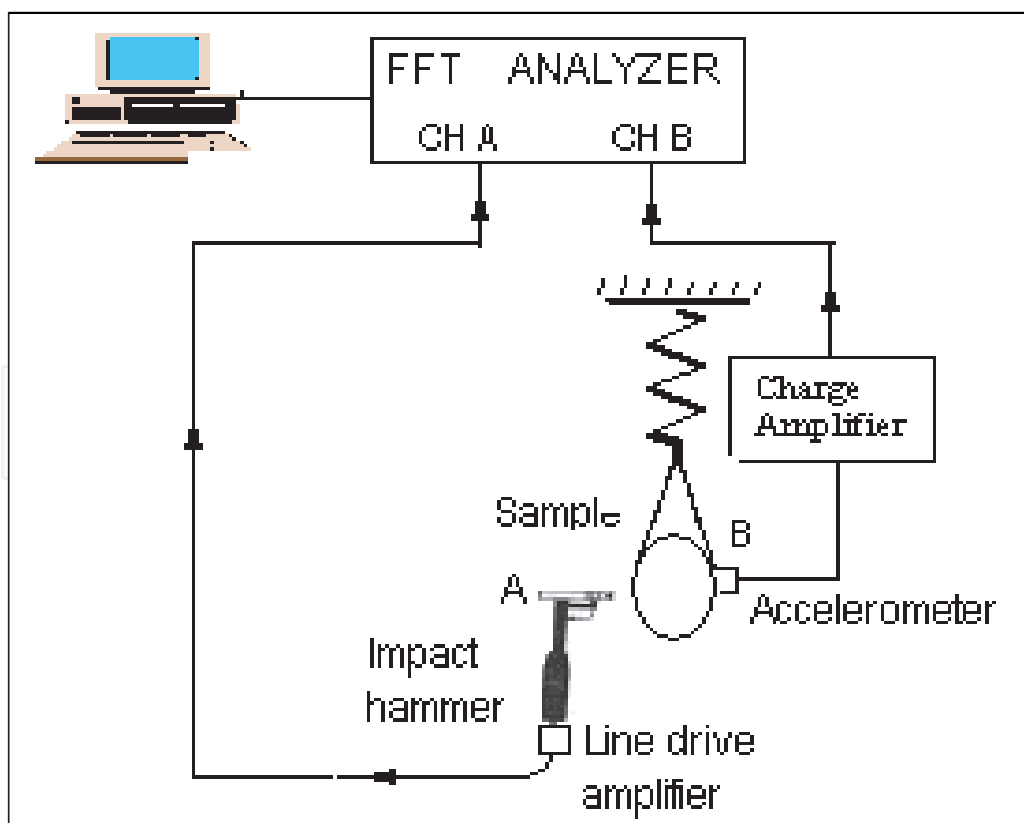 FFT ANALYZER
CH A CH B
Charge
Amplifier
Sample
B
A
Accelerometer
Impact
hammer
Line drive
amplifier